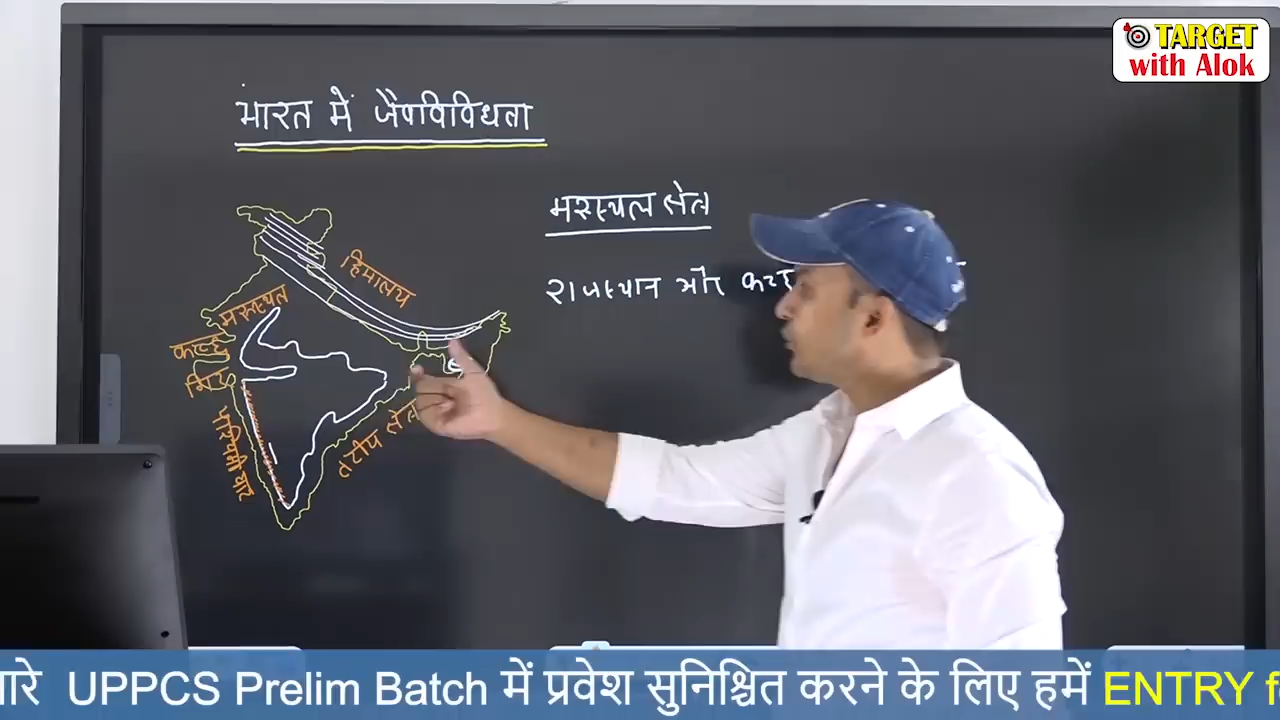 TARGET
with Alok
भारत में जैवविविधता
मरुस्थल क्षेत्र
राजस्थान और कच्छ
हिमालय
मरुस्थल
कच्छ
गिर
पश्चिमीघाट
तटीय क्षेत्र
मारे UPPCS Prelim Batch में प्रवेश सुनिश्चित करने के लिए हमें ENTRY f